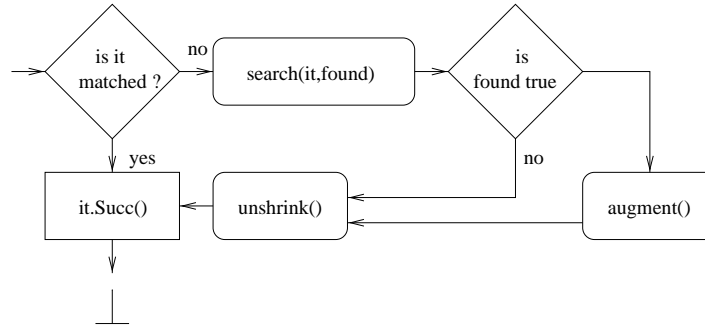 is it
matched ?
no
search(it,found)
is
found true
yes
no
it.Succ()
unshrink()
augment()